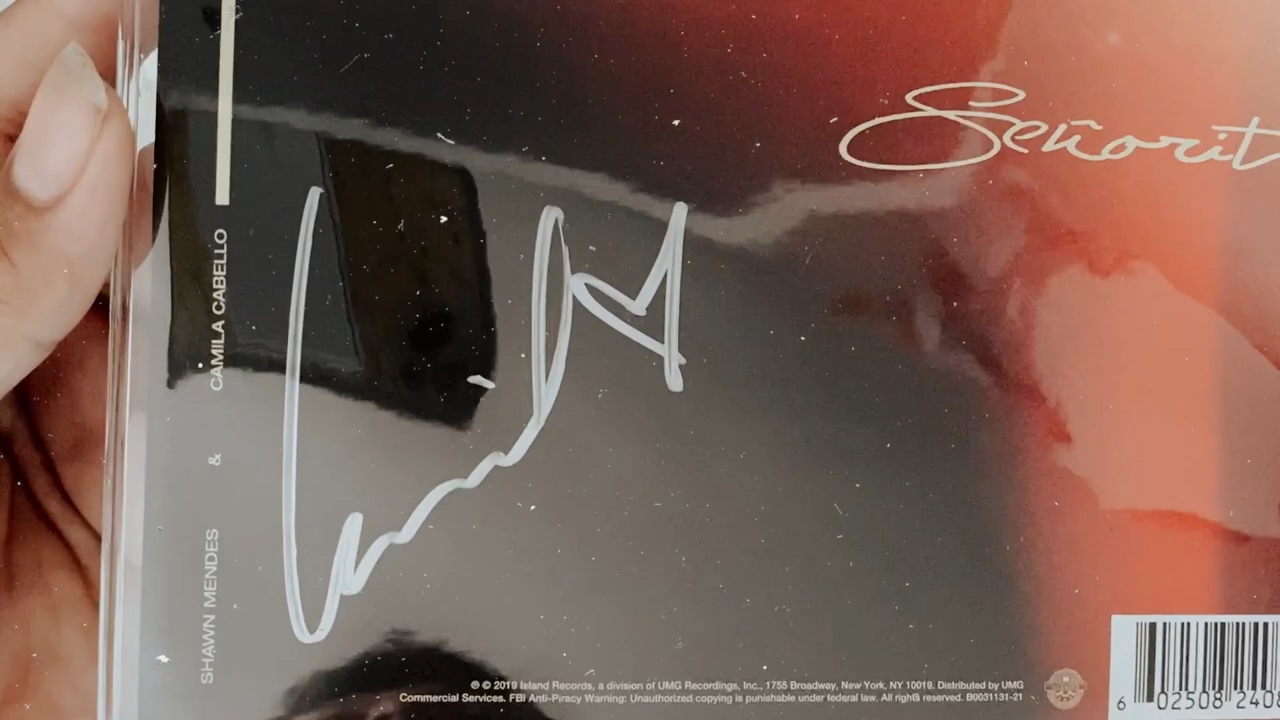 Señorit
SHAWN MENDES & CAMILA CABELLO
℗ © 2019 Island Records, a division of UMG Recordings, Inc., 1755 Broadway, New York, NY 10019. Distributed by UMG
Commercial Services. FBI Anti-Piracy Warning: Unauthorized copying is punishable under federal law. All rights reserved. B0031131-21
6 02508 2408